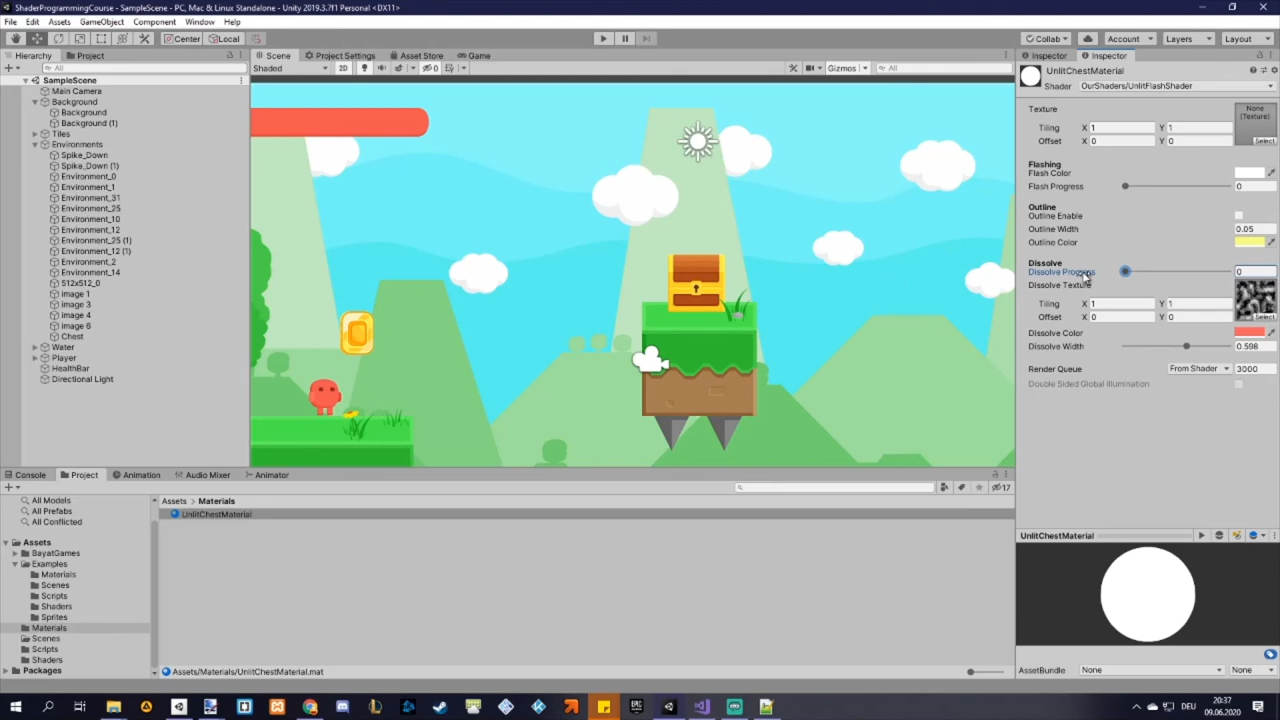 ShaderProgrammingCourse - SampleScene - PC, Mac & Linux Standalone - Unity 2019.3.7f1 Personal <DX11>
File Edit Assets GameObject Component Window Help
Center Local Collab Account Layers Layout
Hierarchy Project
All
SampleScene
Main Camera
Background
Background
Background (1)
Tiles
Environments
Spike_Down
Spike_Down (1)
Environment_0
Environment_1
Environment_31
Environment_25
Environment_10
Environment_12
Environment_25 (1)
Environment_12 (1)
Environment_2
Environment_14
512x512_0
image 1
image 3
image 4
image 6
Chest
Water
Player
HealthBar
Directional Light
Scene Project Settings Asset Store Game
Shaded 2D 0 Gizmos All
Inspector Inspector
UnlitChestMaterial
Shader OurShaders/UnlitFlashShader
Texture None (Texture)
Tiling X 1 Y 1
Offset X 0 Y 0 Select
Flashing
Flash Color
Flash Progress 0
Outline
Outline Enable
Outline Width 0.05
Outline Color
Dissolve
Dissolve Progress 0
Dissolve Texture
Tiling X 1 Y 1
Offset X 0 Y 0 Select
Dissolve Color
Dissolve Width 0.598
Render Queue From Shader 3000
Double Sided Global Illumination
Console Project Animation Audio Mixer Animator
17
All Models
All Prefabs
All Conflicted
Assets
BayatGames
Examples
Materials
Scenes
Scripts
Shaders
Sprites
Materials
Scenes
Scripts
Shaders
Packages
Assets > Materials
UnlitChestMaterial
Assets/Materials/UnlitChestMaterial.mat
UnlitChestMaterial
AssetBundle None None
DEU
20:37
09.06.2020